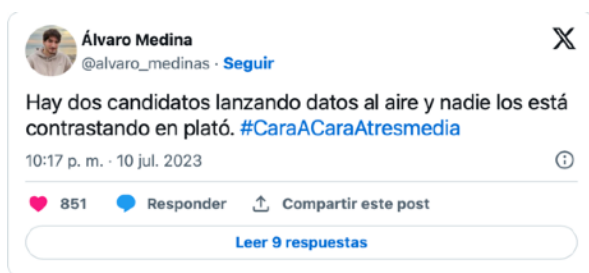 Álvaro Medina
@alvaro_medinas · Seguir
Hay dos candidatos lanzando datos al aire y nadie los está
contrastando en plató. #CaraACaraAtresmedia
10:17 p. m. · 10 jul. 2023
851 Responder Compartir este post
Leer 9 respuestas